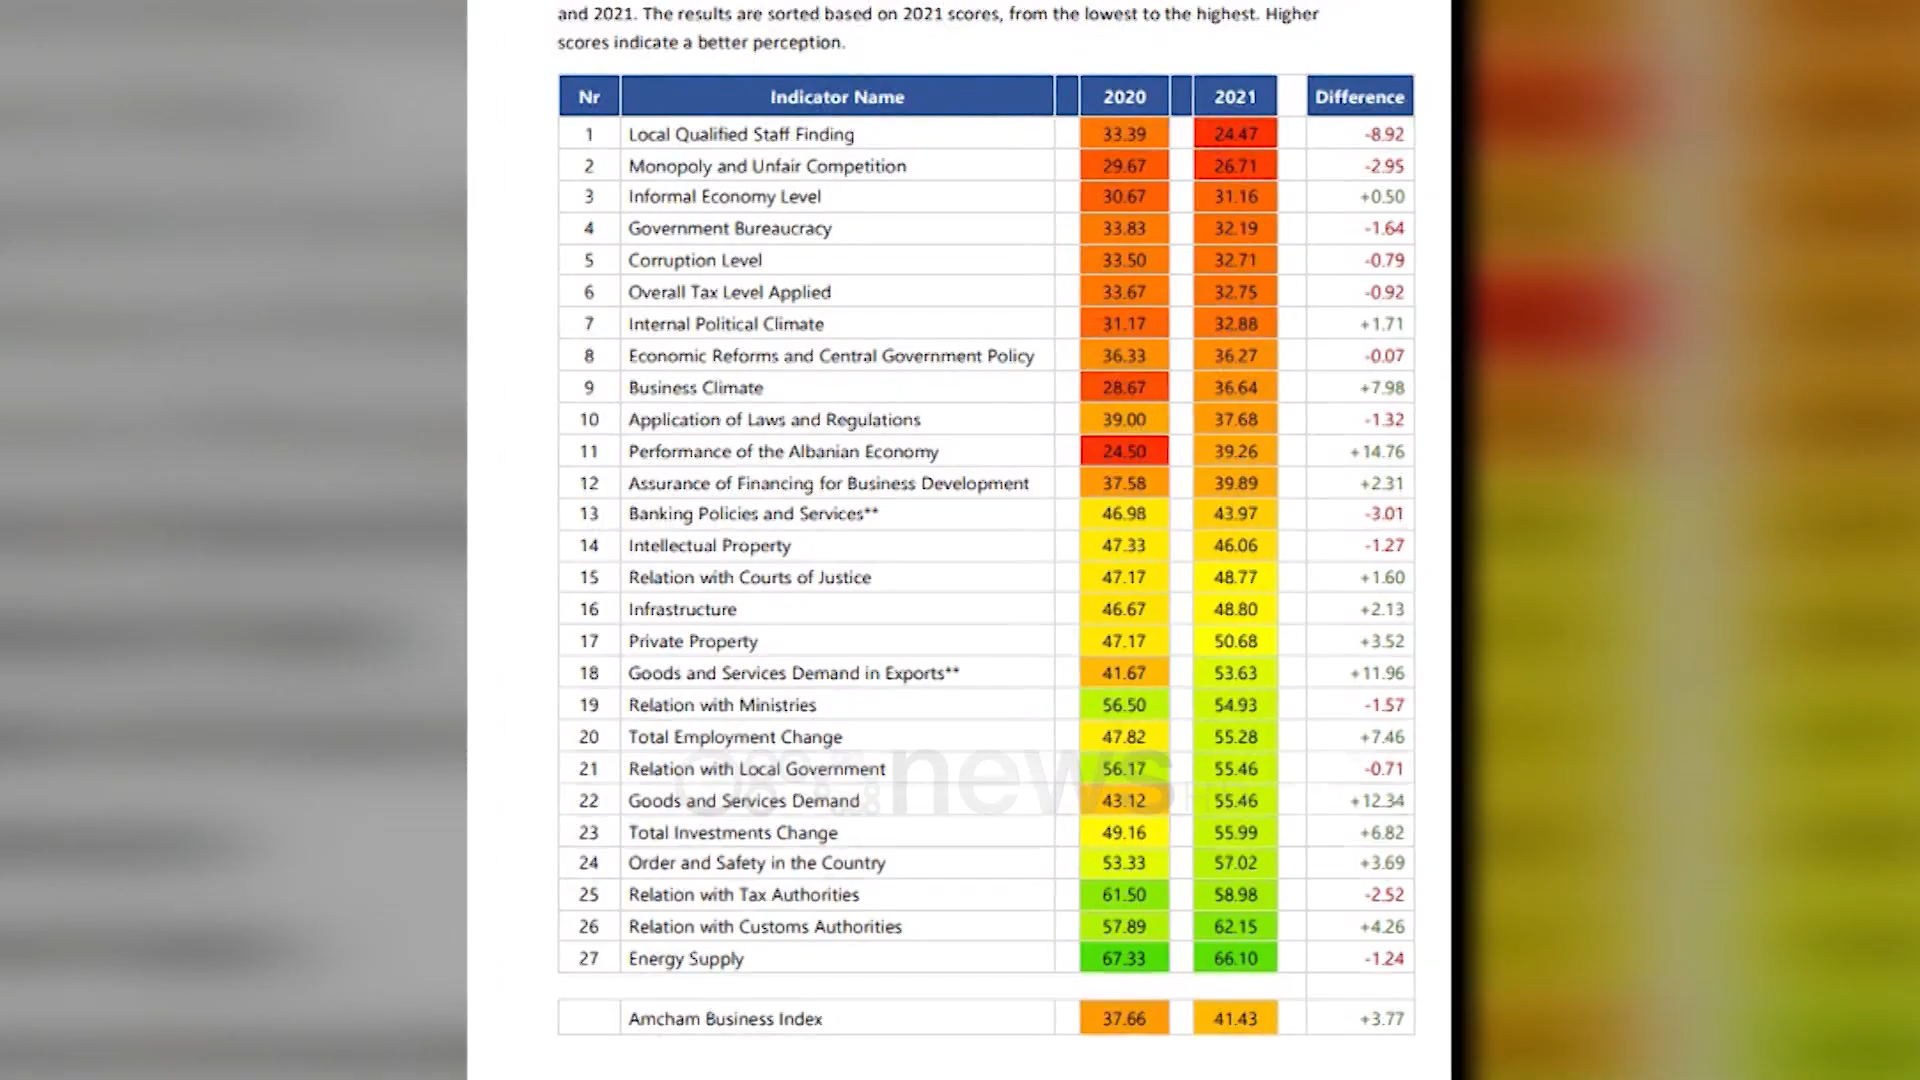 and 2021. The results are sorted based on 2021 scores, from the lowest to the highest. Higher
scores indicate a better perception.
Nr Indicator Name 2020 2021 Difference
1 Local Qualified Staff Finding 33.39 24.47 -8.92
2 Monopoly and Unfair Competition 29.67 26.71 -2.95
3 Informal Economy Level 30.67 31.16 +0.50
4 Government Bureaucracy 33.83 32.19 -1.64
5 Corruption Level 33.50 32.71 -0.79
6 Overall Tax Level Applied 33.67 32.75 -0.92
7 Internal Political Climate 31.17 32.88 +1.71
8 Economic Reforms and Central Government Policy 36.33 36.27 -0.07
9 Business Climate 28.67 36.64 +7.98
10 Application of Laws and Regulations 39.00 37.68 -1.32
11 Performance of the Albanian Economy 24.50 39.26 +14.76
12 Assurance of Financing for Business Development 37.58 39.89 +2.31
13 Banking Policies and Services** 46.98 43.97 -3.01
14 Intellectual Property 47.33 46.06 -1.27
15 Relation with Courts of Justice 47.17 48.77 +1.60
16 Infrastructure 46.67 48.80 +2.13
17 Private Property 47.17 50.68 +3.52
18 Goods and Services Demand in Exports** 41.67 53.63 +11.96
19 Relation with Ministries 56.50 54.93 -1.57
20 Total Employment Change 47.82 55.28 +7.46
21 Relation with Local Government 56.17 55.46 -0.71
22 Goods and Services Demand 43.12 55.46 +12.34
23 Total Investments Change 49.16 55.99 +6.82
24 Order and Safety in the Country 53.33 57.02 +3.69
25 Relation with Tax Authorities 61.50 58.98 -2.52
26 Relation with Customs Authorities 57.89 62.15 +4.26
27 Energy Supply 67.33 66.10 -1.24
Amcham Business Index 37.66 41.43 +3.77
news